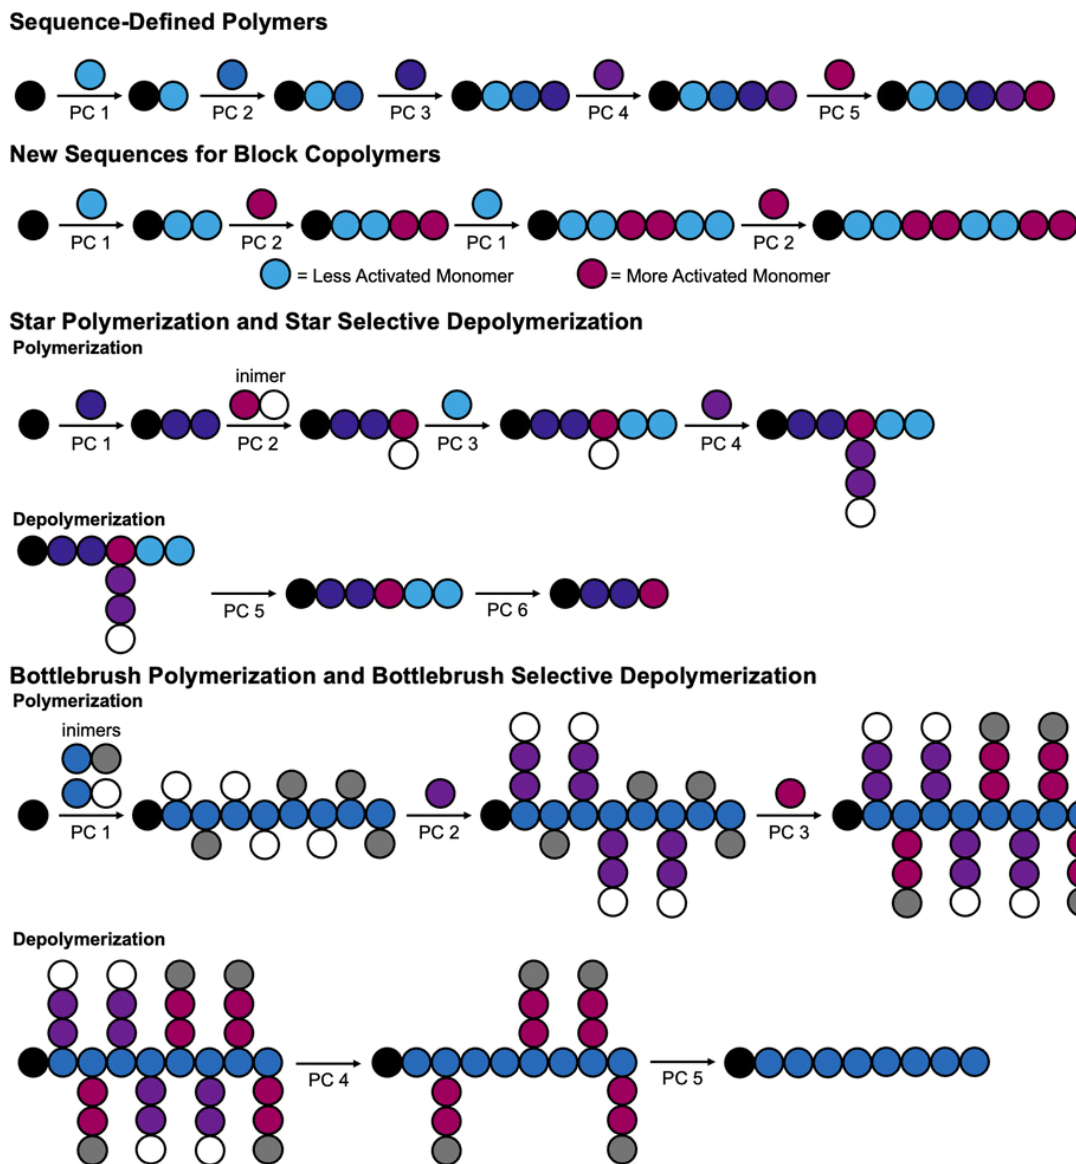 Sequence-Defined Polymers
PC 1 PC 2 PC 3 PC 4 PC 5
New Sequences for Block Copolymers
PC 1 PC 2 PC 1 PC 2
= Less Activated Monomer = More Activated Monomer
Star Polymerization and Star Selective Depolymerization
Polymerization
inimer
PC 1 PC 2 PC 3 PC 4
Depolymerization
PC 5 PC 6
Bottlebrush Polymerization and Bottlebrush Selective Depolymerization
Polymerization
inimers
PC 1 PC 2 PC 3
Depolymerization
PC 4 PC 5